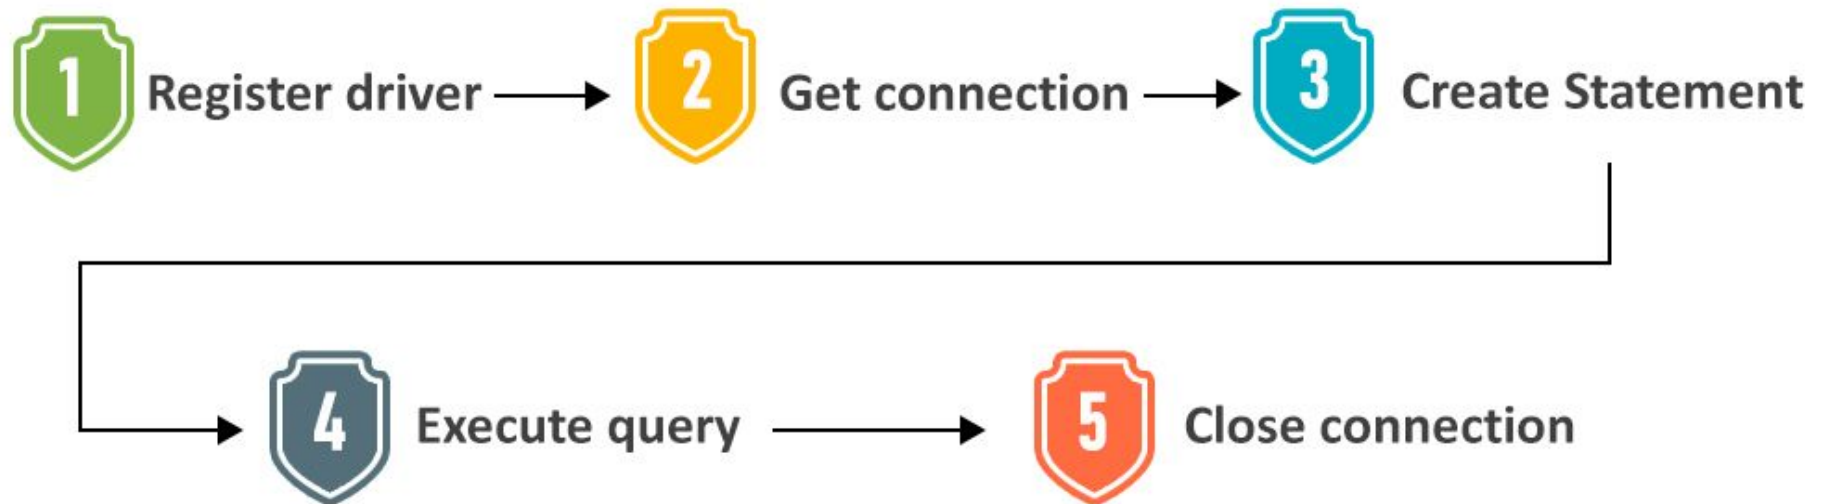 1 Register driver
2 Get connection
3 Create Statement
4 Execute query
5 Close connection